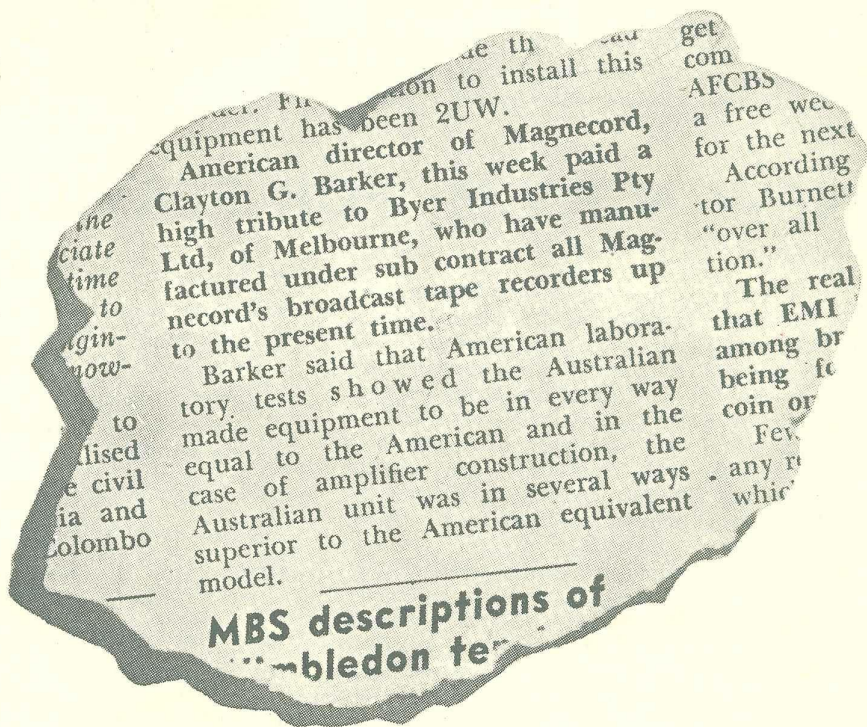 the
ciate
time
to
gin-
now-
to
lised
e civil
ia and
Colombo
to install this
equipment has been 2UW.
American director of Magnecord,
Clayton G. Barker, this week paid a
high tribute to Byer Industries Pty
Ltd, of Melbourne, who have manu-
factured under sub contract all Mag-
necord's broadcast tape recorders up
to the present time.
Barker said that American labora-
tory tests showed the Australian
made equipment to be in every way
equal to the American and in the
case of amplifier construction, the
Australian unit was in several ways
superior to the American equivalent
model.
MBS descriptions of
get
com
AFCBS
a free
for the next
According
tor Burnett
"over all
tion."
The real
that EMI
among
being
coin
any